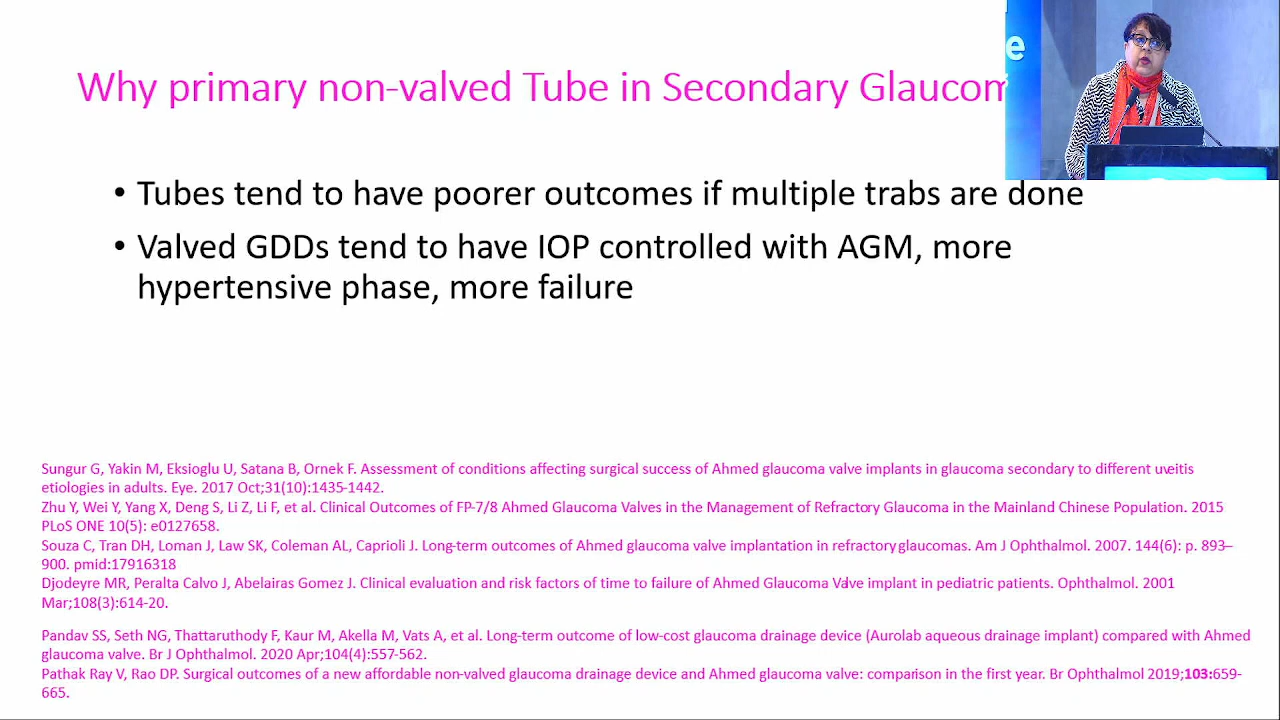 Why primary non-valved Tube in Secondary Glaucom
e
• Tubes tend to have poorer outcomes if multiple trabs are done
• Valved GDDs tend to have IOP controlled with AGM, more
hypertensive phase, more failure
Sungur G, Yakin M, Eksioglu U, Satana B, Ornek F. Assessment of conditions affecting surgical success of Ahmed glaucoma valve implants in glaucoma secondary to different uveitis
etiologies in adults. Eye. 2017 Oct;31(10):1435-1442.
Zhu Y, Wei Y, Yang X, Deng S, Li Z, Li F, et al. Clinical Outcomes of FP-7/8 Ahmed Glaucoma Valves in the Management of Refractory Glaucoma in the Mainland Chinese Population. 2015
PLoS ONE 10(5): e0127658.
Souza C, Tran DH, Loman J, Law SK, Coleman AL, Caprioli J. Long-term outcomes of Ahmed glaucoma valve implantation in refractory glaucomas. Am J Ophthalmol. 2007. 144(6): p. 893–
900. pmid:17916318
Djodeyre MR, Peralta Calvo J, Abelairas Gomez J. Clinical evaluation and risk factors of time to failure of Ahmed Glaucoma Valve implant in pediatric patients. Ophthalmol. 2001
Mar;108(3):614-20.
Pandav SS, Seth NG, Thattaruthody F, Kaur M, Akella M, Vats A, et al. Long-term outcome of low-cost glaucoma drainage device (Aurolab aqueous drainage implant) compared with Ahmed
glaucoma valve. Br J Ophthalmol. 2020 Apr;104(4):557-562.
Pathak Ray V, Rao DP. Surgical outcomes of a new affordable non-valved glaucoma drainage device and Ahmed glaucoma valve: comparison in the first year. Br Ophthalmol 2019;103:659-
665.